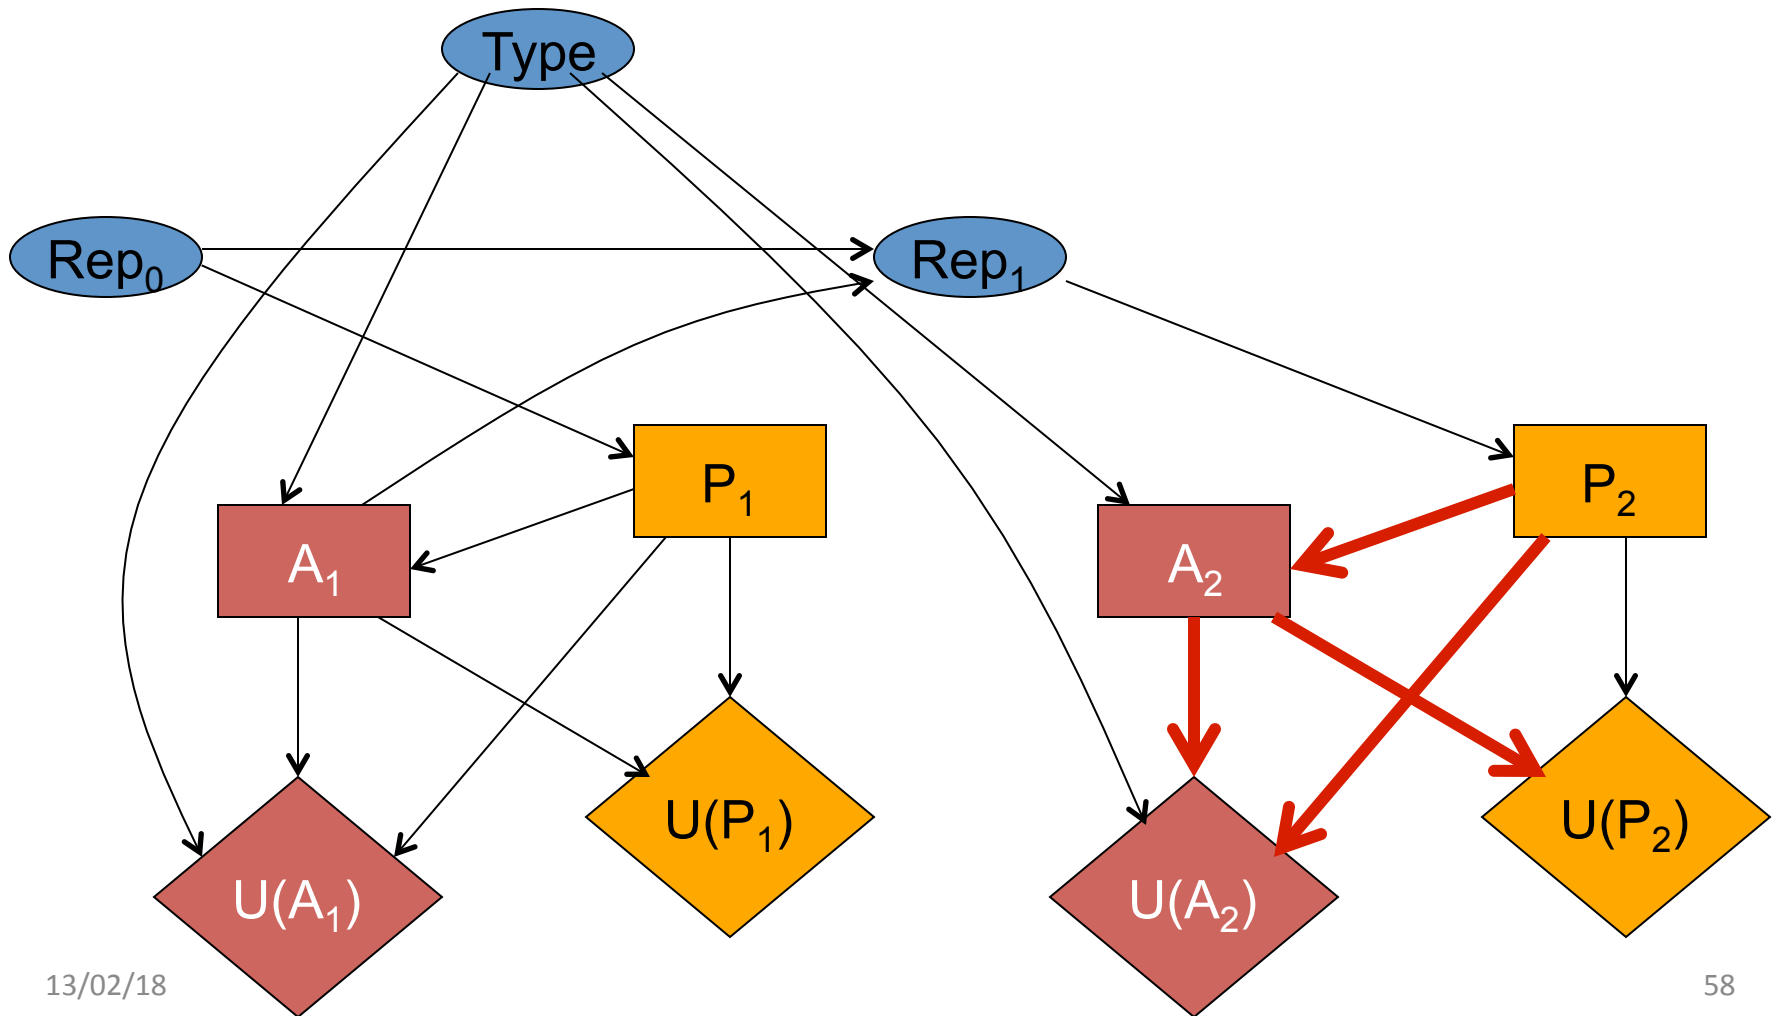 Type
Rep₀
Rep₁
P₁
P₂
A₁
A₂
U(P₁)
U(P₂)
U(A₁)
U(A₂)
13/02/18
58